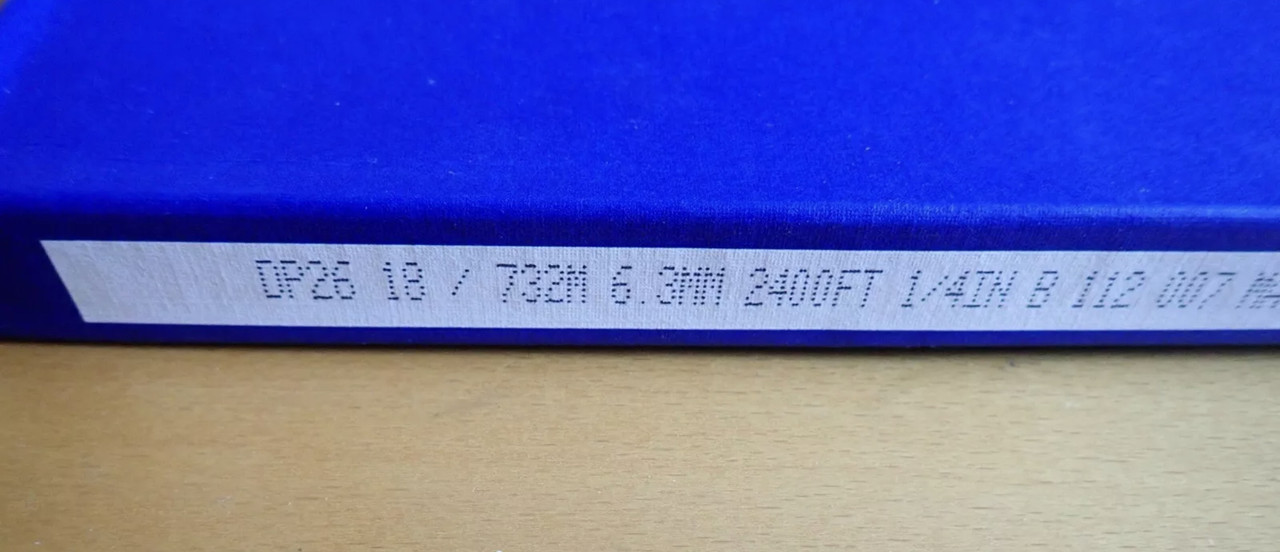 DP26 18 / 732M 6.3MM 2400FT 1/4IN B 112 007